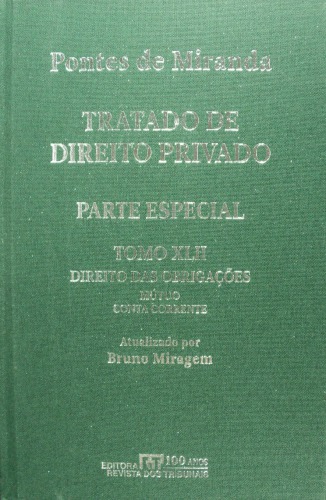 Pontes de Miranda
TRATADO DE
DIREITO PRIVADO
PARTE ESPECIAL
TOMO XLII
DIREITO DAS OBRIGAÇÕES
MÚTUO
CONTA CORRENTE
Atualizado por
Bruno Miragem
EDITORA RT 100 ANOS
REVISTA DOS TRIBUNAIS